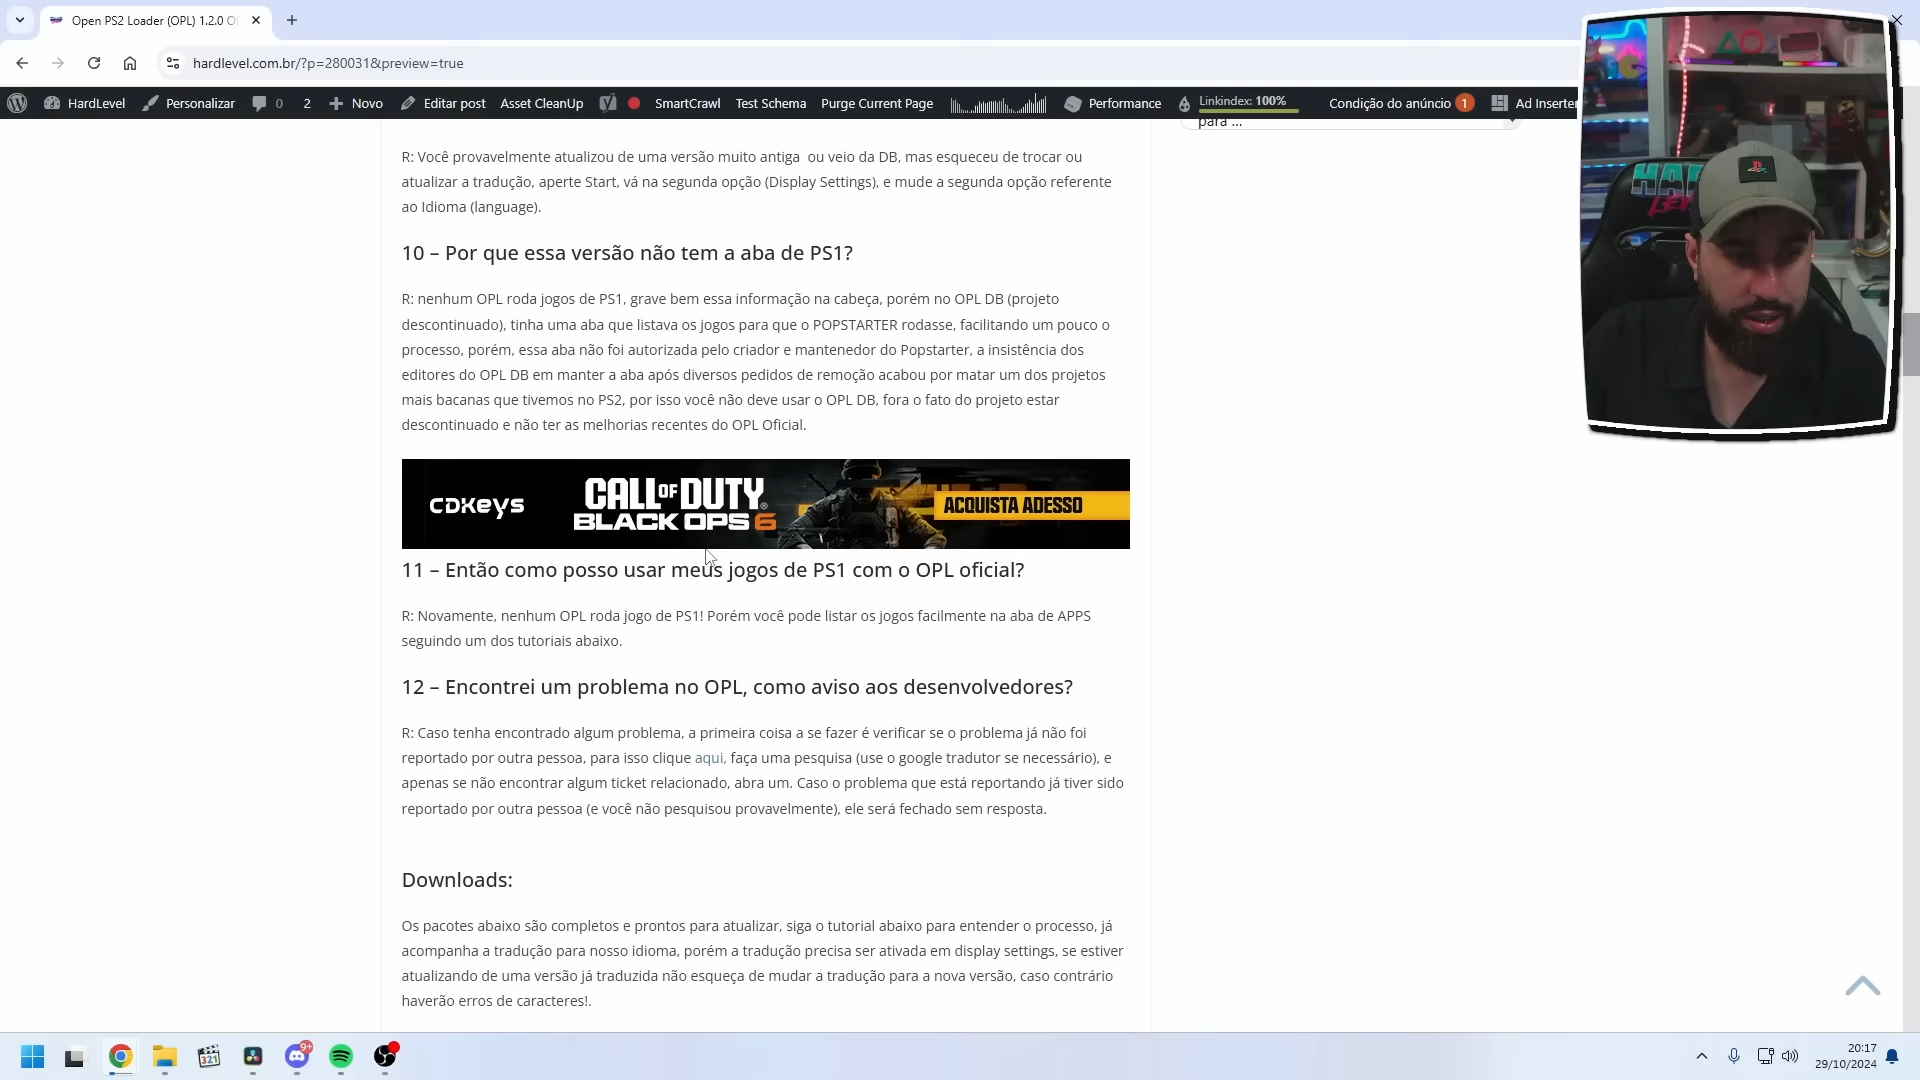 Open PS2 Loader (OPL) 1.2.0 O
hardlevel.com.br/?p=280031&preview=true
HardLevel
Personalizar
0
2
Novo
Editar post
Asset CleanUp
SmartCrawl
Test Schema
Purge Current Page
Performance
Linkindex: 100%
Condição do anúncio 1
Ad Inserter
para ...
R: Você provavelmente atualizou de uma versão muito antiga  ou veio da DB, mas esqueceu de trocar ou
atualizar a tradução, aperte Start, vá na segunda opção (Display Settings), e mude a segunda opção referente
ao Idioma (language).
10 – Por que essa versão não tem a aba de PS1?
R: nenhum OPL roda jogos de PS1, grave bem essa informação na cabeça, porém no OPL DB (projeto
descontinuado), tinha uma aba que listava os jogos para que o POPSTARTER rodasse, facilitando um pouco o
processo, porém, essa aba não foi autorizada pelo criador e mantenedor do Popstarter, a insistência dos
editores do OPL DB em manter a aba após diversos pedidos de remoção acabou por matar um dos projetos
mais bacanas que tivemos no PS2, por isso você não deve usar o OPL DB, fora o fato do projeto estar
descontinuado e não ter as melhorias recentes do OPL Oficial.
CDKeys
CALL OF DUTY
BLACK OPS 6
ACQUISTA ADESSO
11 – Então como posso usar meus jogos de PS1 com o OPL oficial?
R: Novamente, nenhum OPL roda jogo de PS1! Porém você pode listar os jogos facilmente na aba de APPS
seguindo um dos tutoriais abaixo.
12 – Encontrei um problema no OPL, como aviso aos desenvolvedores?
R: Caso tenha encontrado algum problema, a primeira coisa a se fazer é verificar se o problema já não foi
reportado por outra pessoa, para isso clique aqui, faça uma pesquisa (use o google tradutor se necessário), e
apenas se não encontrar algum ticket relacionado, abra um. Caso o problema que está reportando já tiver sido
reportado por outra pessoa (e você não pesquisou provavelmente), ele será fechado sem resposta.
Downloads:
Os pacotes abaixo são completos e prontos para atualizar, siga o tutorial abaixo para entender o processo, já
acompanha a tradução para nosso idioma, porém a tradução precisa ser ativada em display settings, se estiver
atualizando de uma versão já traduzida não esqueça de mudar a tradução para a nova versão, caso contrário
haverão erros de caracteres!.
321
9+
20:17
29/10/2024